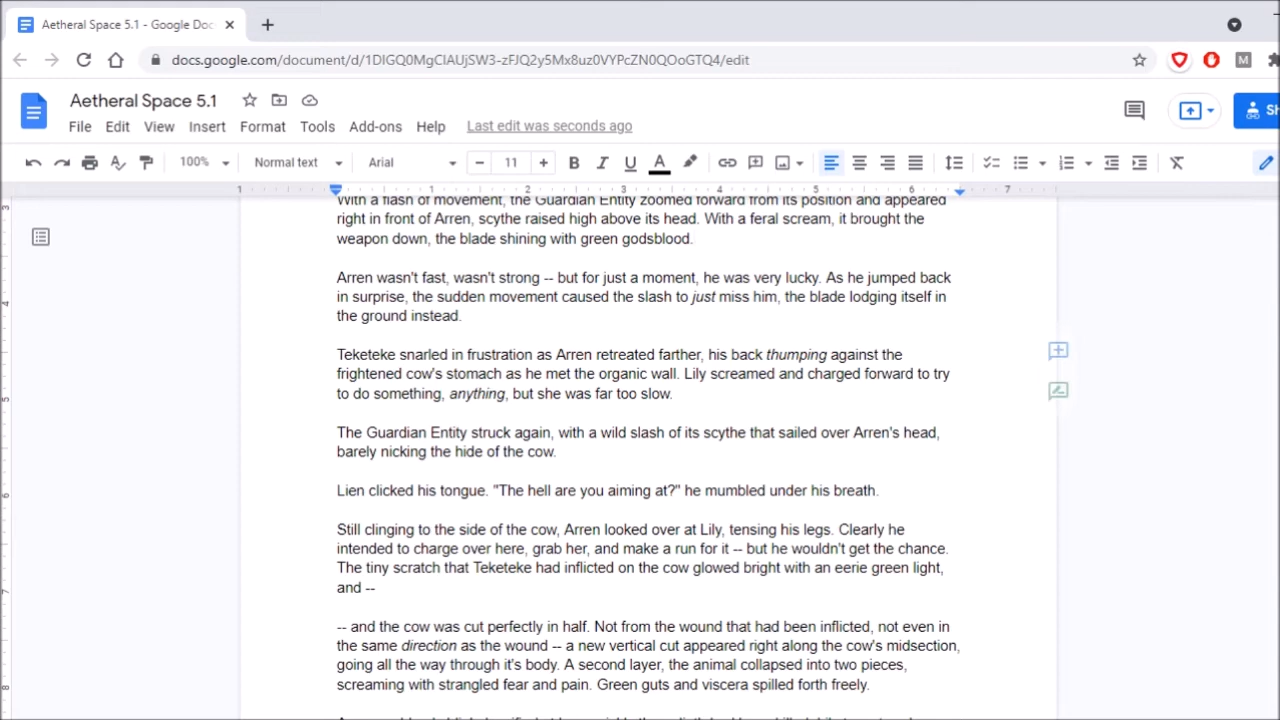 Aetheral Space 5.1 - Google Doc
docs.google.com/document/d/1DIGQ0MgClAUjSW3-zFJQ2y5Mx8uz0VYPcZN0QOoGTQ4/edit
M
Aetheral Space 5.1
File Edit View Insert Format Tools Add-ons Help Last edit was seconds ago
Sh
100% Normal text Arial 11 B I U A
1 1 2 3 4 5 6 7
3
4
5
6
7
8
With a flash of movement, the Guardian Entity zoomed forward from its position and appeared
right in front of Arren, scythe raised high above its head. With a feral scream, it brought the
weapon down, the blade shining with green godsblood.
Arren wasn't fast, wasn't strong -- but for just a moment, he was very lucky. As he jumped back
in surprise, the sudden movement caused the slash to just miss him, the blade lodging itself in
the ground instead.
Teketeke snarled in frustration as Arren retreated farther, his back thumping against the
frightened cow's stomach as he met the organic wall. Lily screamed and charged forward to try
to do something, anything, but she was far too slow.
The Guardian Entity struck again, with a wild slash of its scythe that sailed over Arren's head,
barely nicking the hide of the cow.
Lien clicked his tongue. "The hell are you aiming at?" he mumbled under his breath.
Still clinging to the side of the cow, Arren looked over at Lily, tensing his legs. Clearly he
intended to charge over here, grab her, and make a run for it -- but he wouldn't get the chance.
The tiny scratch that Teketeke had inflicted on the cow glowed bright with an eerie green light,
and --
-- and the cow was cut perfectly in half. Not from the wound that had been inflicted, not even in
the same direction as the wound -- a new vertical cut appeared right along the cow's midsection,
going all the way through it's body. A second layer, the animal collapsed into two pieces,
screaming with strangled fear and pain. Green guts and viscera spilled forth freely.